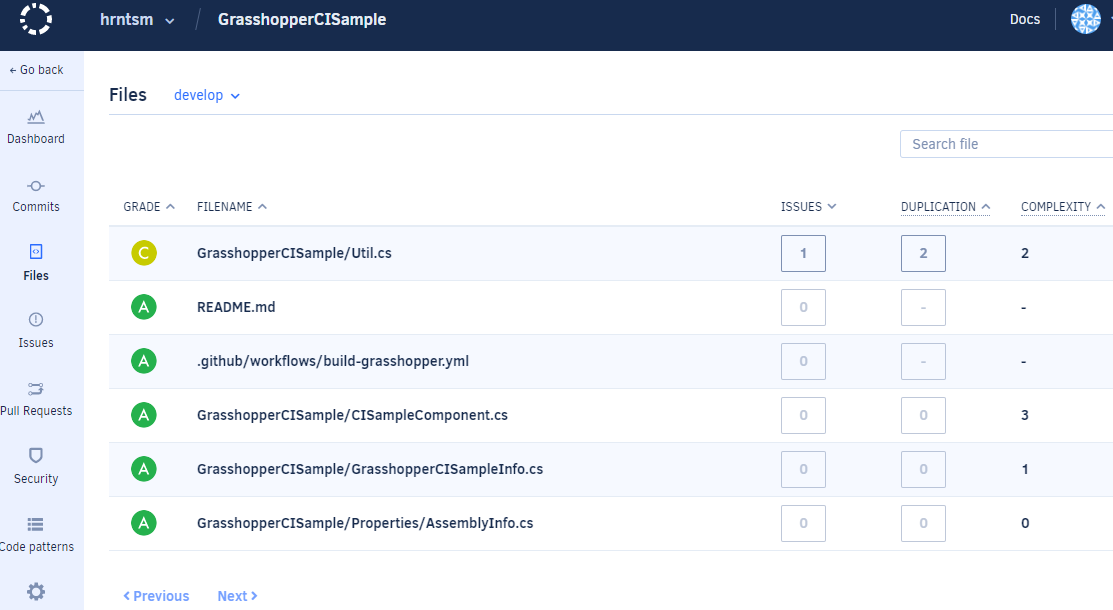 hrntsm GrasshopperCISample Docs
← Go back
Dashboard
Commits
Files
Issues
Pull Requests
Security
Code patterns
Files develop
Search file
GRADE FILENAME ISSUES DUPLICATION COMPLEXITY
C GrasshopperCISample/Util.cs 1 2 2
A README.md 0 - -
A .github/workflows/build-grasshopper.yml 0 - -
A GrasshopperCISample/CISampleComponent.cs 0 0 3
A GrasshopperCISample/GrasshopperCISampleInfo.cs 0 0 1
A GrasshopperCISample/Properties/AssemblyInfo.cs 0 0 0
Previous Next